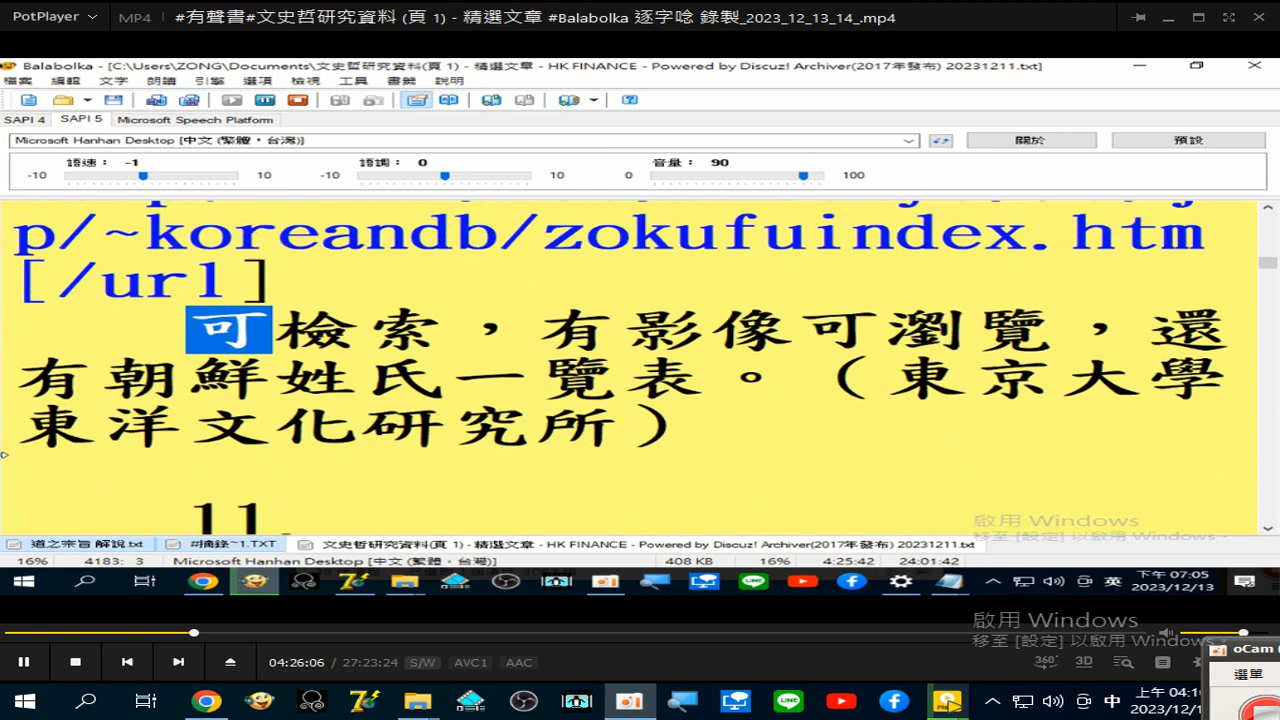 PotPlayer
MP4
#有聲書#文史哲研究資料 (頁 1) - 精選文章 #Balabolka 逐字唸 錄製_2023_12_13_14_.mp4
Balabolka - [C:\Users\ZONG\Documents\文史哲研究資料(頁 1) - 精選文章 - HK FINANCE - Powered by Discuz! Archiver(2017年發布) 20231211.txt]
檔案 編輯 文字 朗讀 引擎 選項 檢視 工具 書籤 說明
SAPI 4 SAPI 5 Microsoft Speech Platform
Microsoft Hanhan Desktop [中文 (繁體，台灣)] 關於 預設
語速： -1 語調： 0 音量： 90
-10 10 -10 10 0 100
p/~koreandb/zokufuindex.htm
[/url]
可檢索，有影像可瀏覽，還
有朝鮮姓氏一覽表。（東京大學
東洋文化研究所）
11.
啟用 Windows
移至 [設定] 以啟用 Windows。
道之宗旨 解說.txt #摘錄~1.TXT 文史哲研究資料(頁 1) - 精選文章 - HK FINANCE - Powered by Discuz! Archiver(2017年發布) 20231211.txt
16% 4183: 3 Microsoft Hanhan Desktop [中文 (繁體，台灣)] 408 KB 16% 4:25:42 24:01:42
英 下午 07:05
2023/12/13
啟用 Windows
移至 [設定] 以啟用 Windows。
04:26:06 / 27:23:24 S/W AVC1 AAC
360° 3D
oCam
選單
中 上午 04:1
2023/12/1